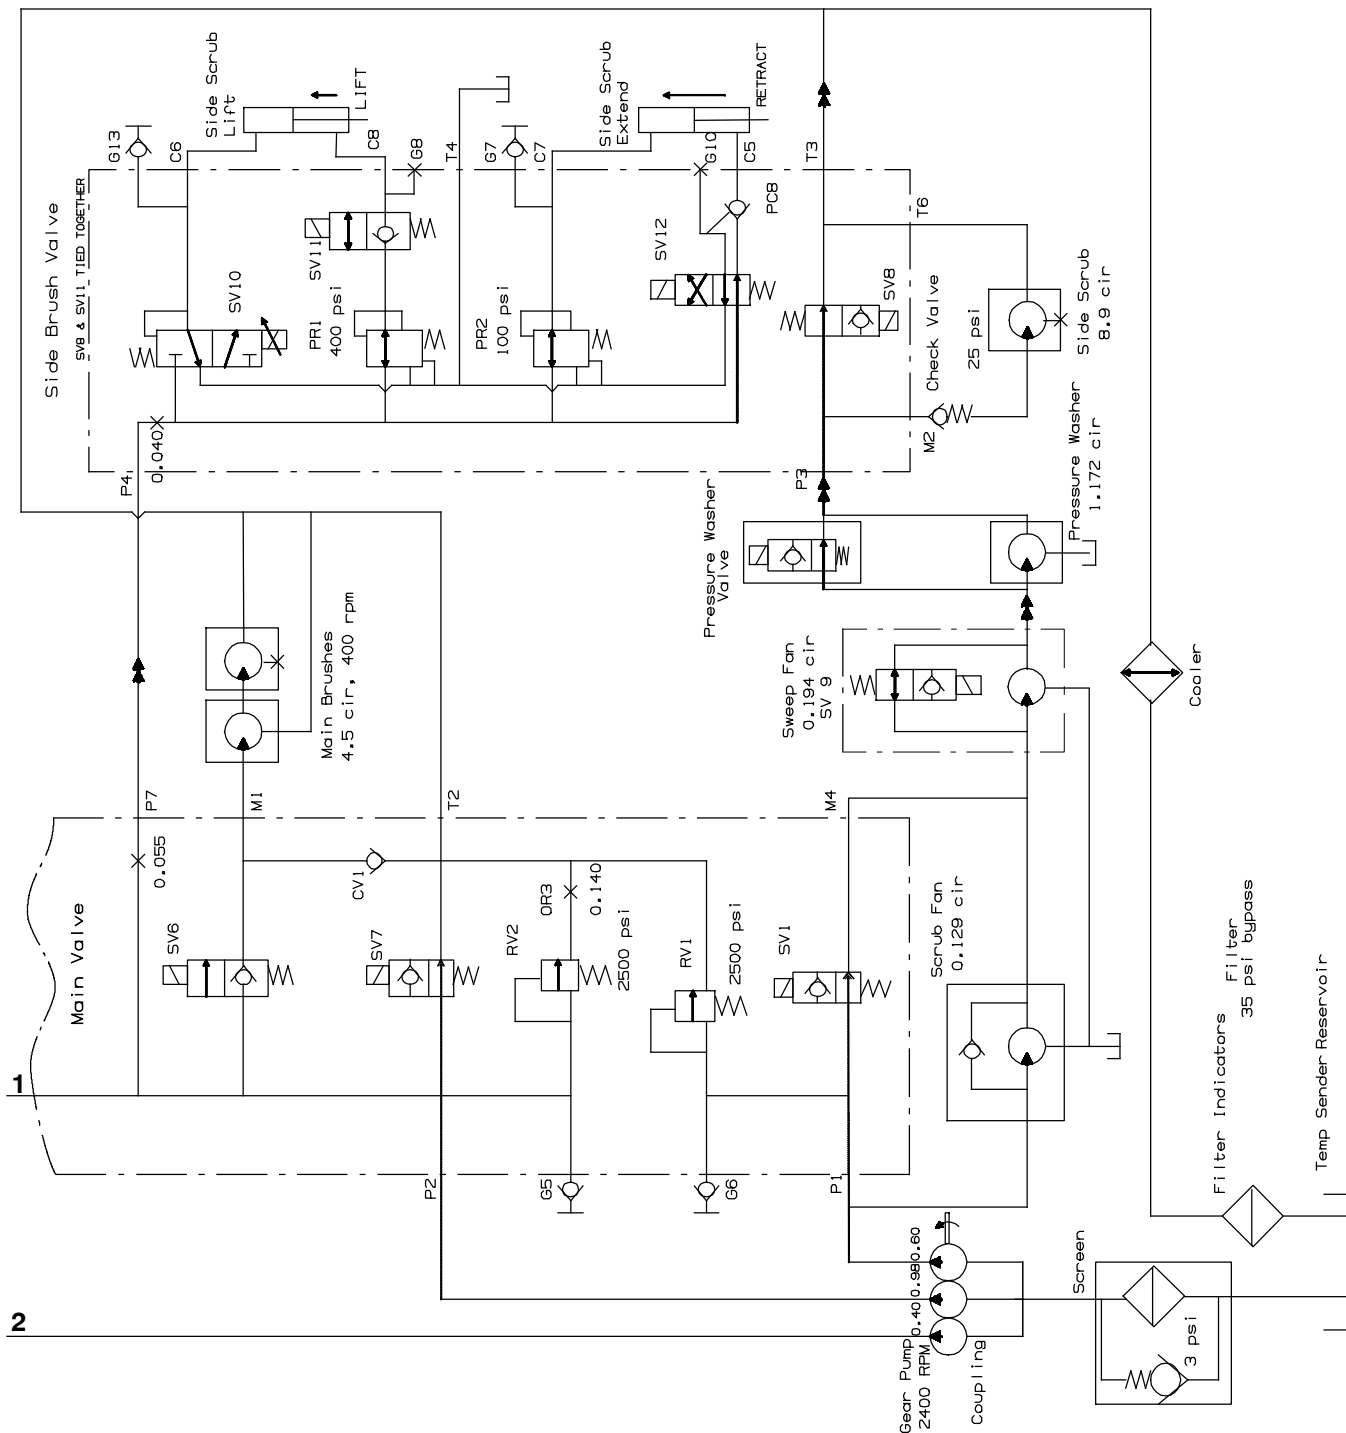 Side Brush Valve
SV8 & SV11 TIED TOGETHER
G13
C6
Side Scrub
Lift
LIFT
C8
G8
T4
G7
C7
Side Scrub
Extend
RETRACT
G10
C5
T3
T6
SV10
SV11
PR1
400 psi
PR2
100 psi
SV12
PC8
SV8
Check Valve
25 psi
Side Scrub
8.9 cir
M2
P4
0.040
P3
Pressure Washer
Valve
Pressure Washer
1.172 cir
Main Brushes
4.5 cir, 400 rpm
Sweep Fan
0.194 cir
SV 9
Cooler
P7
M1
T2
M4
Main Valve
0.055
SV6
CV1
SV7
OR3
0.140
RV2
2500 psi
RV1
2500 psi
SV1
Scrub Fan
0.129 cir
Filter Indicators
Filter
35 psi bypass
Temp Sender Reservoir
1
P2
G5
G6
P1
2
Gear Pump
2400 RPM
0.40
0.98
0.60
Coupling
Screen
3 psi